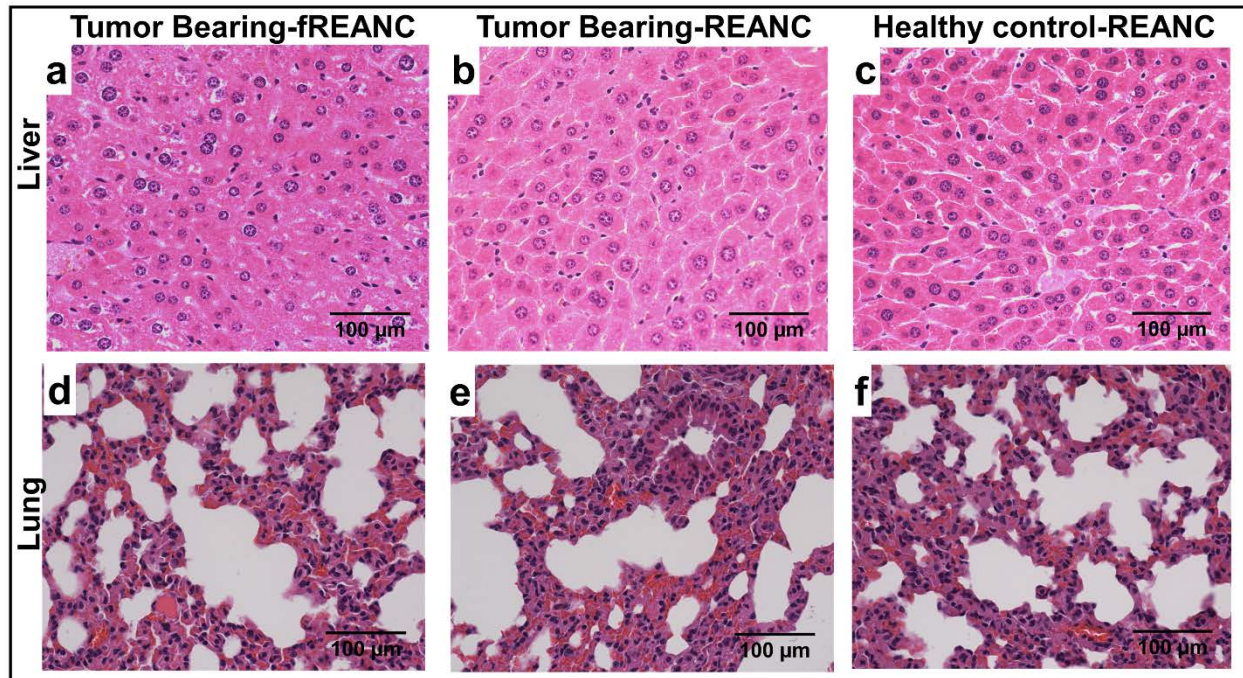 Tumor Bearing-fREANC Tumor Bearing-REANC Healthy control-REANC
Liver
a b c
100 µm 100 µm 100 µm
Lung
d e f
100 µm 100 µm 100 µm